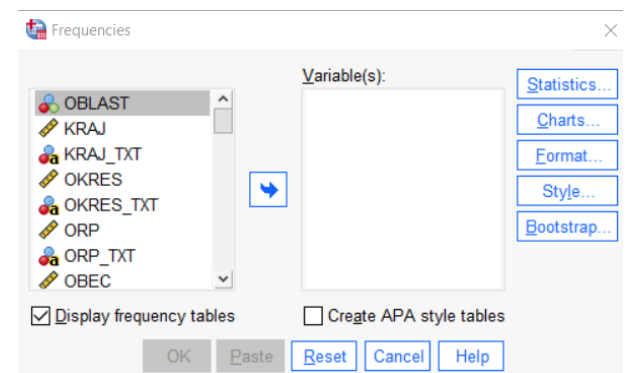 Frequencies
Variable(s):
OBLAST
KRAJ
KRAJ_TXT
OKRES
OKRES_TXT
ORP
ORP_TXT
OBEC
Statistics...
Charts...
Format...
Style...
Bootstrap...
Display frequency tables
Create APA style tables
OK Paste Reset Cancel Help